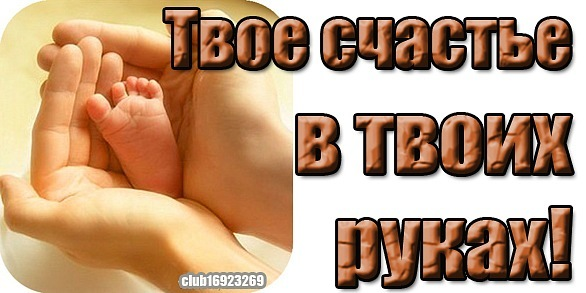 Твое счастье
в твоих
руках!
club16923269